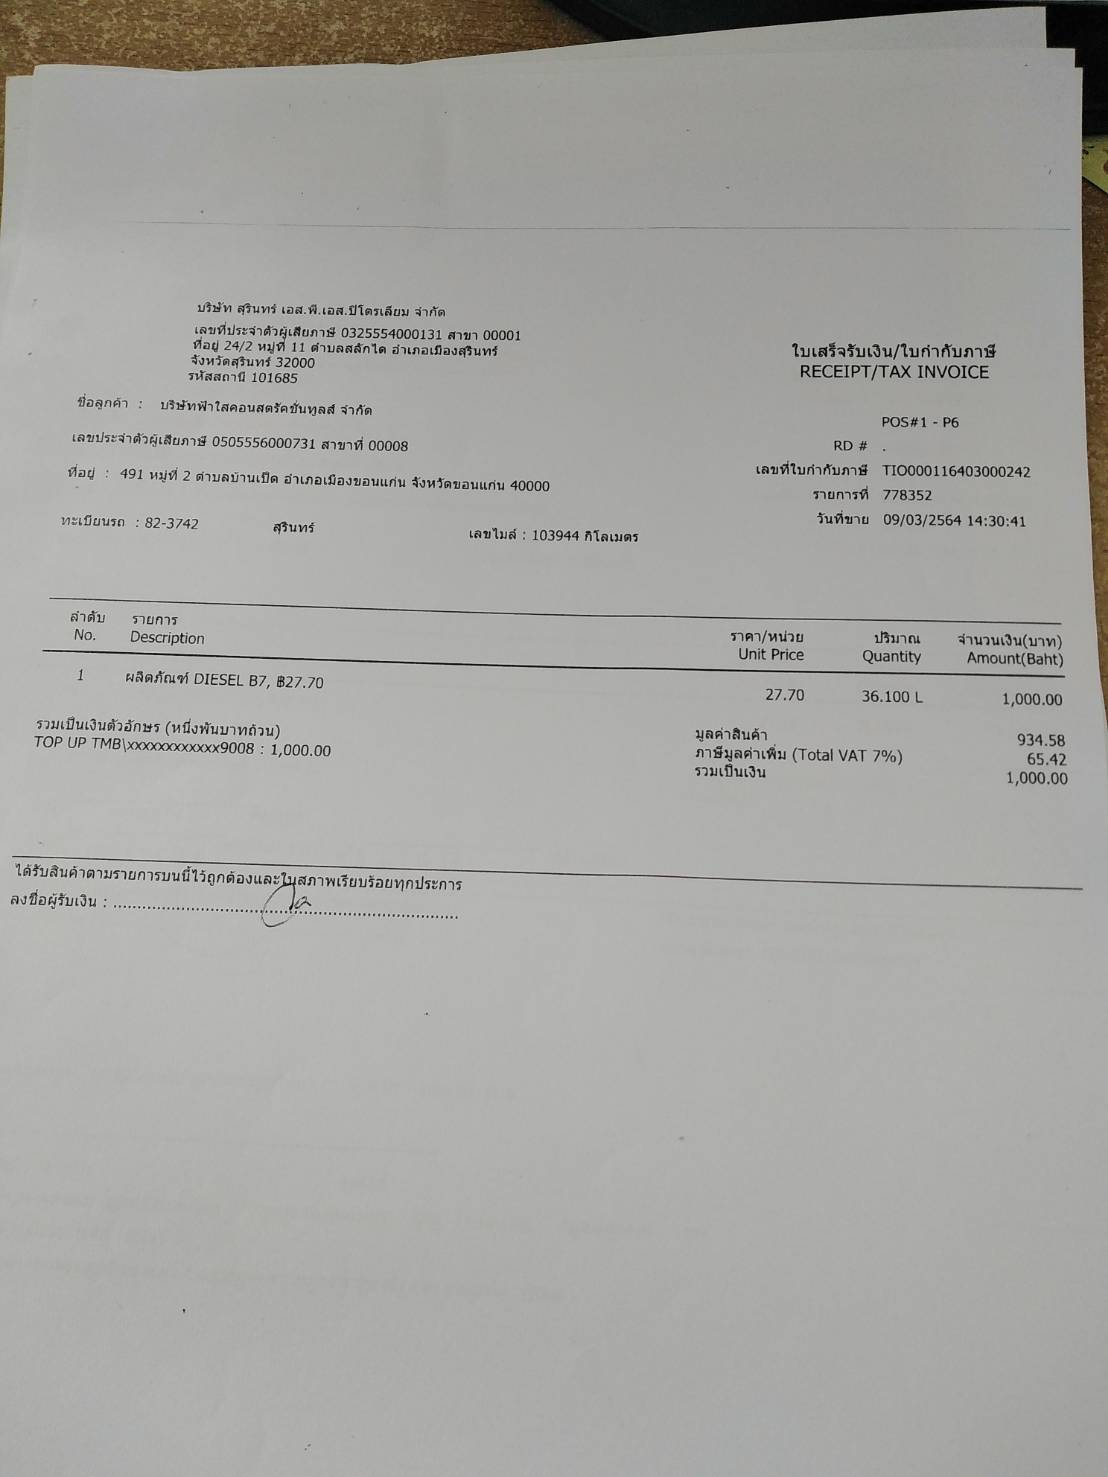 บริษัท สุรินทร์ เอส.พี.เอส.ปิโตรเลียม จำกัด
เลขที่ประจำตัวผู้เสียภาษี 0325554000131 สาขา 00001
ที่อยู่ 24/2 หมู่ที่ 11 ตำบลสลักได อำเภอเมืองสุรินทร์
จังหวัดสุรินทร์ 32000
รหัสสถานี 101685
ใบเสร็จรับเงิน/ใบกำกับภาษี
RECEIPT/TAX INVOICE
ชื่อลูกค้า : บริษัทฟ้าใสคอนสตรัคชั่นทูลส์ จำกัด
เลขประจำตัวผู้เสียภาษี 0505556000731 สาขาที่ 00008
ที่อยู่ : 491 หมู่ที่ 2 ตำบลบ้านเป็ด อำเภอเมืองขอนแก่น จังหวัดขอนแก่น 40000
ทะเบียนรถ : 82-3742 สุรินทร์ เลขไมล์ : 103944 กิโลเมตร
POS#1 - P6
RD # .
เลขที่ใบกำกับภาษี TIO000116403000242
รายการที่ 778352
วันที่ขาย 09/03/2564 14:30:41
ลำดับ รายการ ราคา/หน่วย ปริมาณ จำนวนเงิน(บาท)
No. Description Unit Price Quantity Amount(Baht)
1 ผลิตภัณฑ์ DIESEL B7, ฿27.70 27.70 36.100 L 1,000.00
รวมเป็นเงินตัวอักษร (หนึ่งพันบาทถ้วน)
TOP UP TMB\xxxxxxxxxxxx9008 : 1,000.00
มูลค่าสินค้า 934.58
ภาษีมูลค่าเพิ่ม (Total VAT 7%) 65.42
รวมเป็นเงิน 1,000.00
ได้รับสินค้าตามรายการบนนี้ไว้ถูกต้องและในสภาพเรียบร้อยทุกประการ
ลงชื่อผู้รับเงิน : ......................................................................